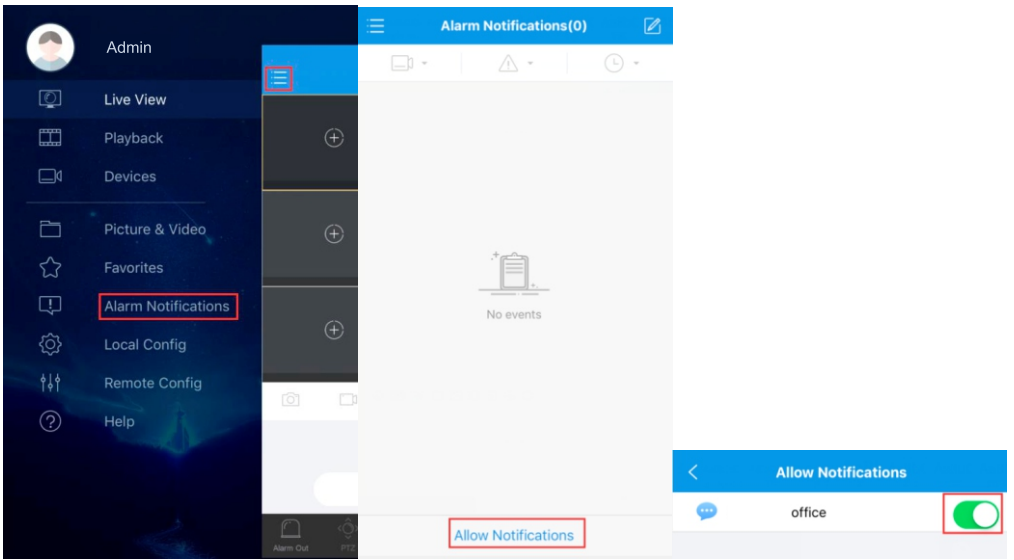 Admin
Live View
Playback
Devices
Picture & Video
Favorites
Alarm Notifications
Local Config
Remote Config
Help
Alarm Out
PTZ
Alarm Notifications(0)
No events
Allow Notifications
Allow Notifications
office